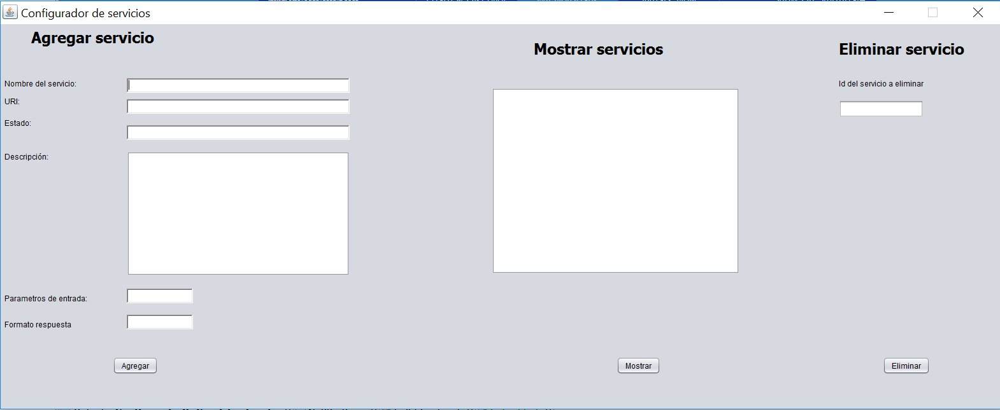 Configurador de servicios
Agregar servicio
Nombre del servicio:
URI:
Estado:
Descripción:
Parametros de entrada:
Formato respuesta
Agregar
Mostrar servicios
Mostrar
Eliminar servicio
Id del servicio a eliminar
Eliminar